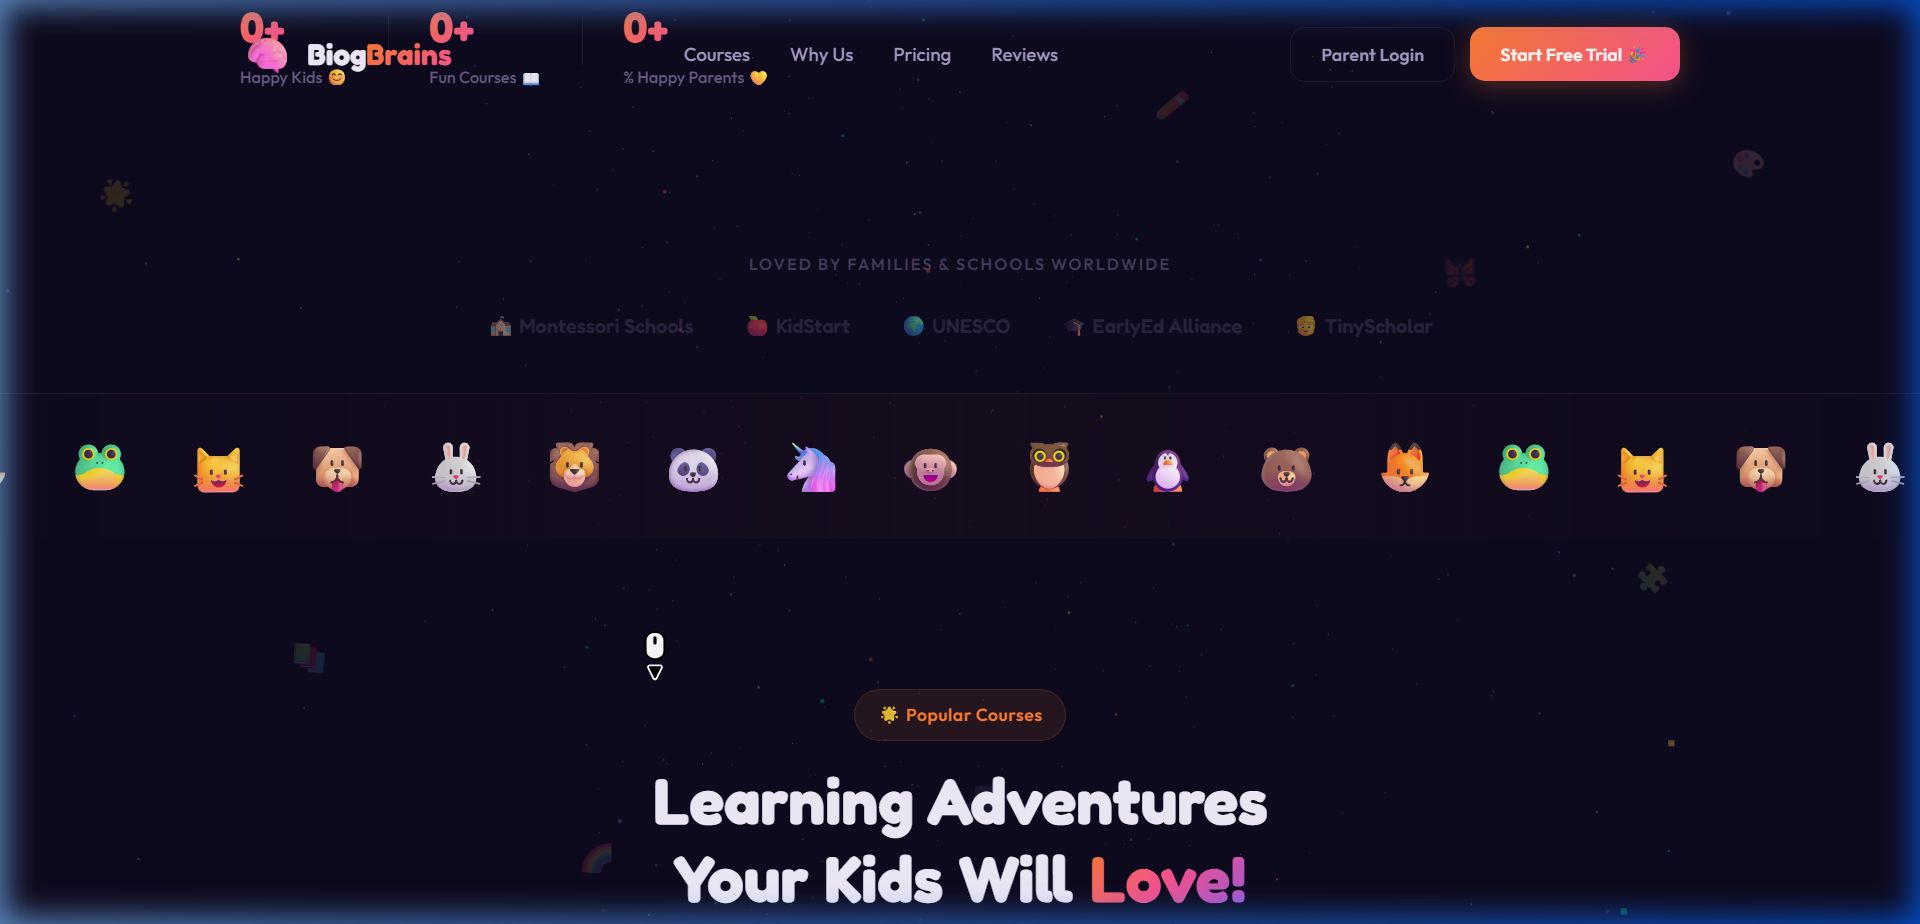 0+
0+
0+
BiogBrains
Courses
Why Us
Pricing
Reviews
Parent Login
Start Free Trial 🎉
Happy Kids 😊
Fun Courses 📖
% Happy Parents 💛
LOVED BY FAMILIES & SCHOOLS WORLDWIDE
🏫 Montessori Schools
🍎 KidStart
🌍 UNESCO
🎓 EarlyEd Alliance
👶 TinyScholar
🌟 Popular Courses
Learning Adventures
Your Kids Will Love!